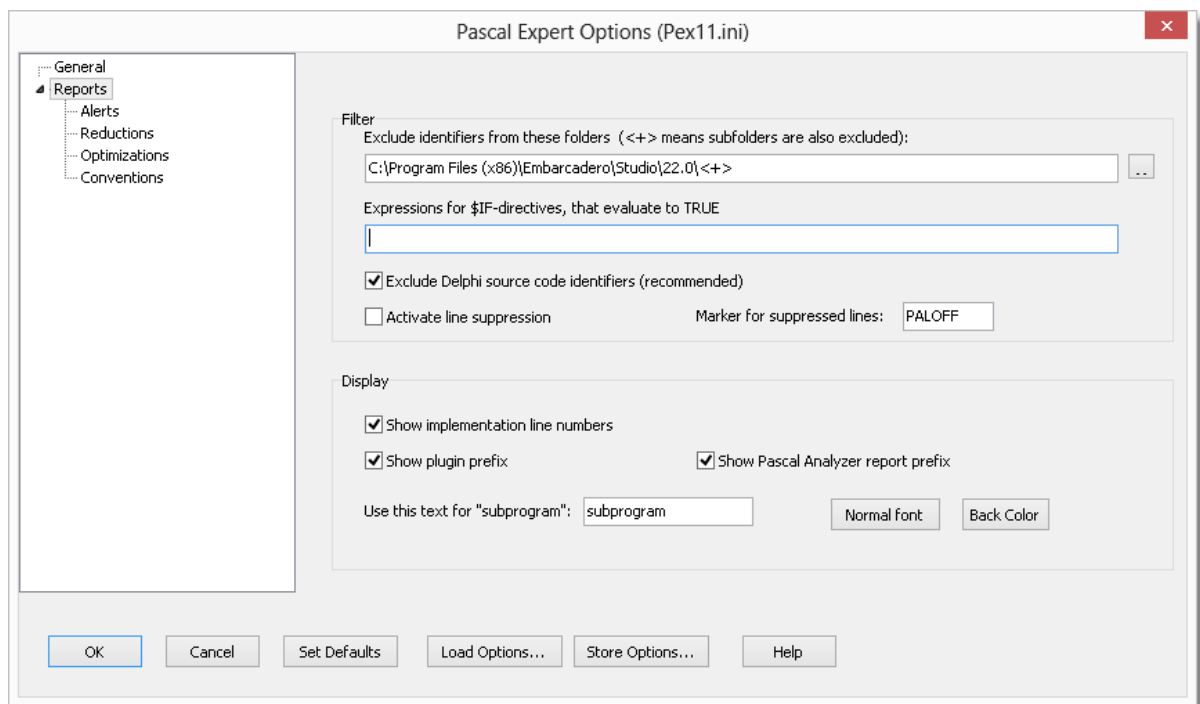 Pascal Expert Options (Pex11.ini)
General
Reports
Alerts
Reductions
Optimizations
Conventions
Filter
Exclude identifiers from these folders (<+> means subfolders are also excluded):
C:\Program Files (x86)\Embarcadero\Studio\22.0\<+>
..
Expressions for $IF-directives, that evaluate to TRUE
Exclude Delphi source code identifiers (recommended)
Activate line suppression
Marker for suppressed lines: PALOFF
Display
Show implementation line numbers
Show plugin prefix
Show Pascal Analyzer report prefix
Use this text for "subprogram": subprogram
Normal font
Back Color
OK
Cancel
Set Defaults
Load Options...
Store Options...
Help